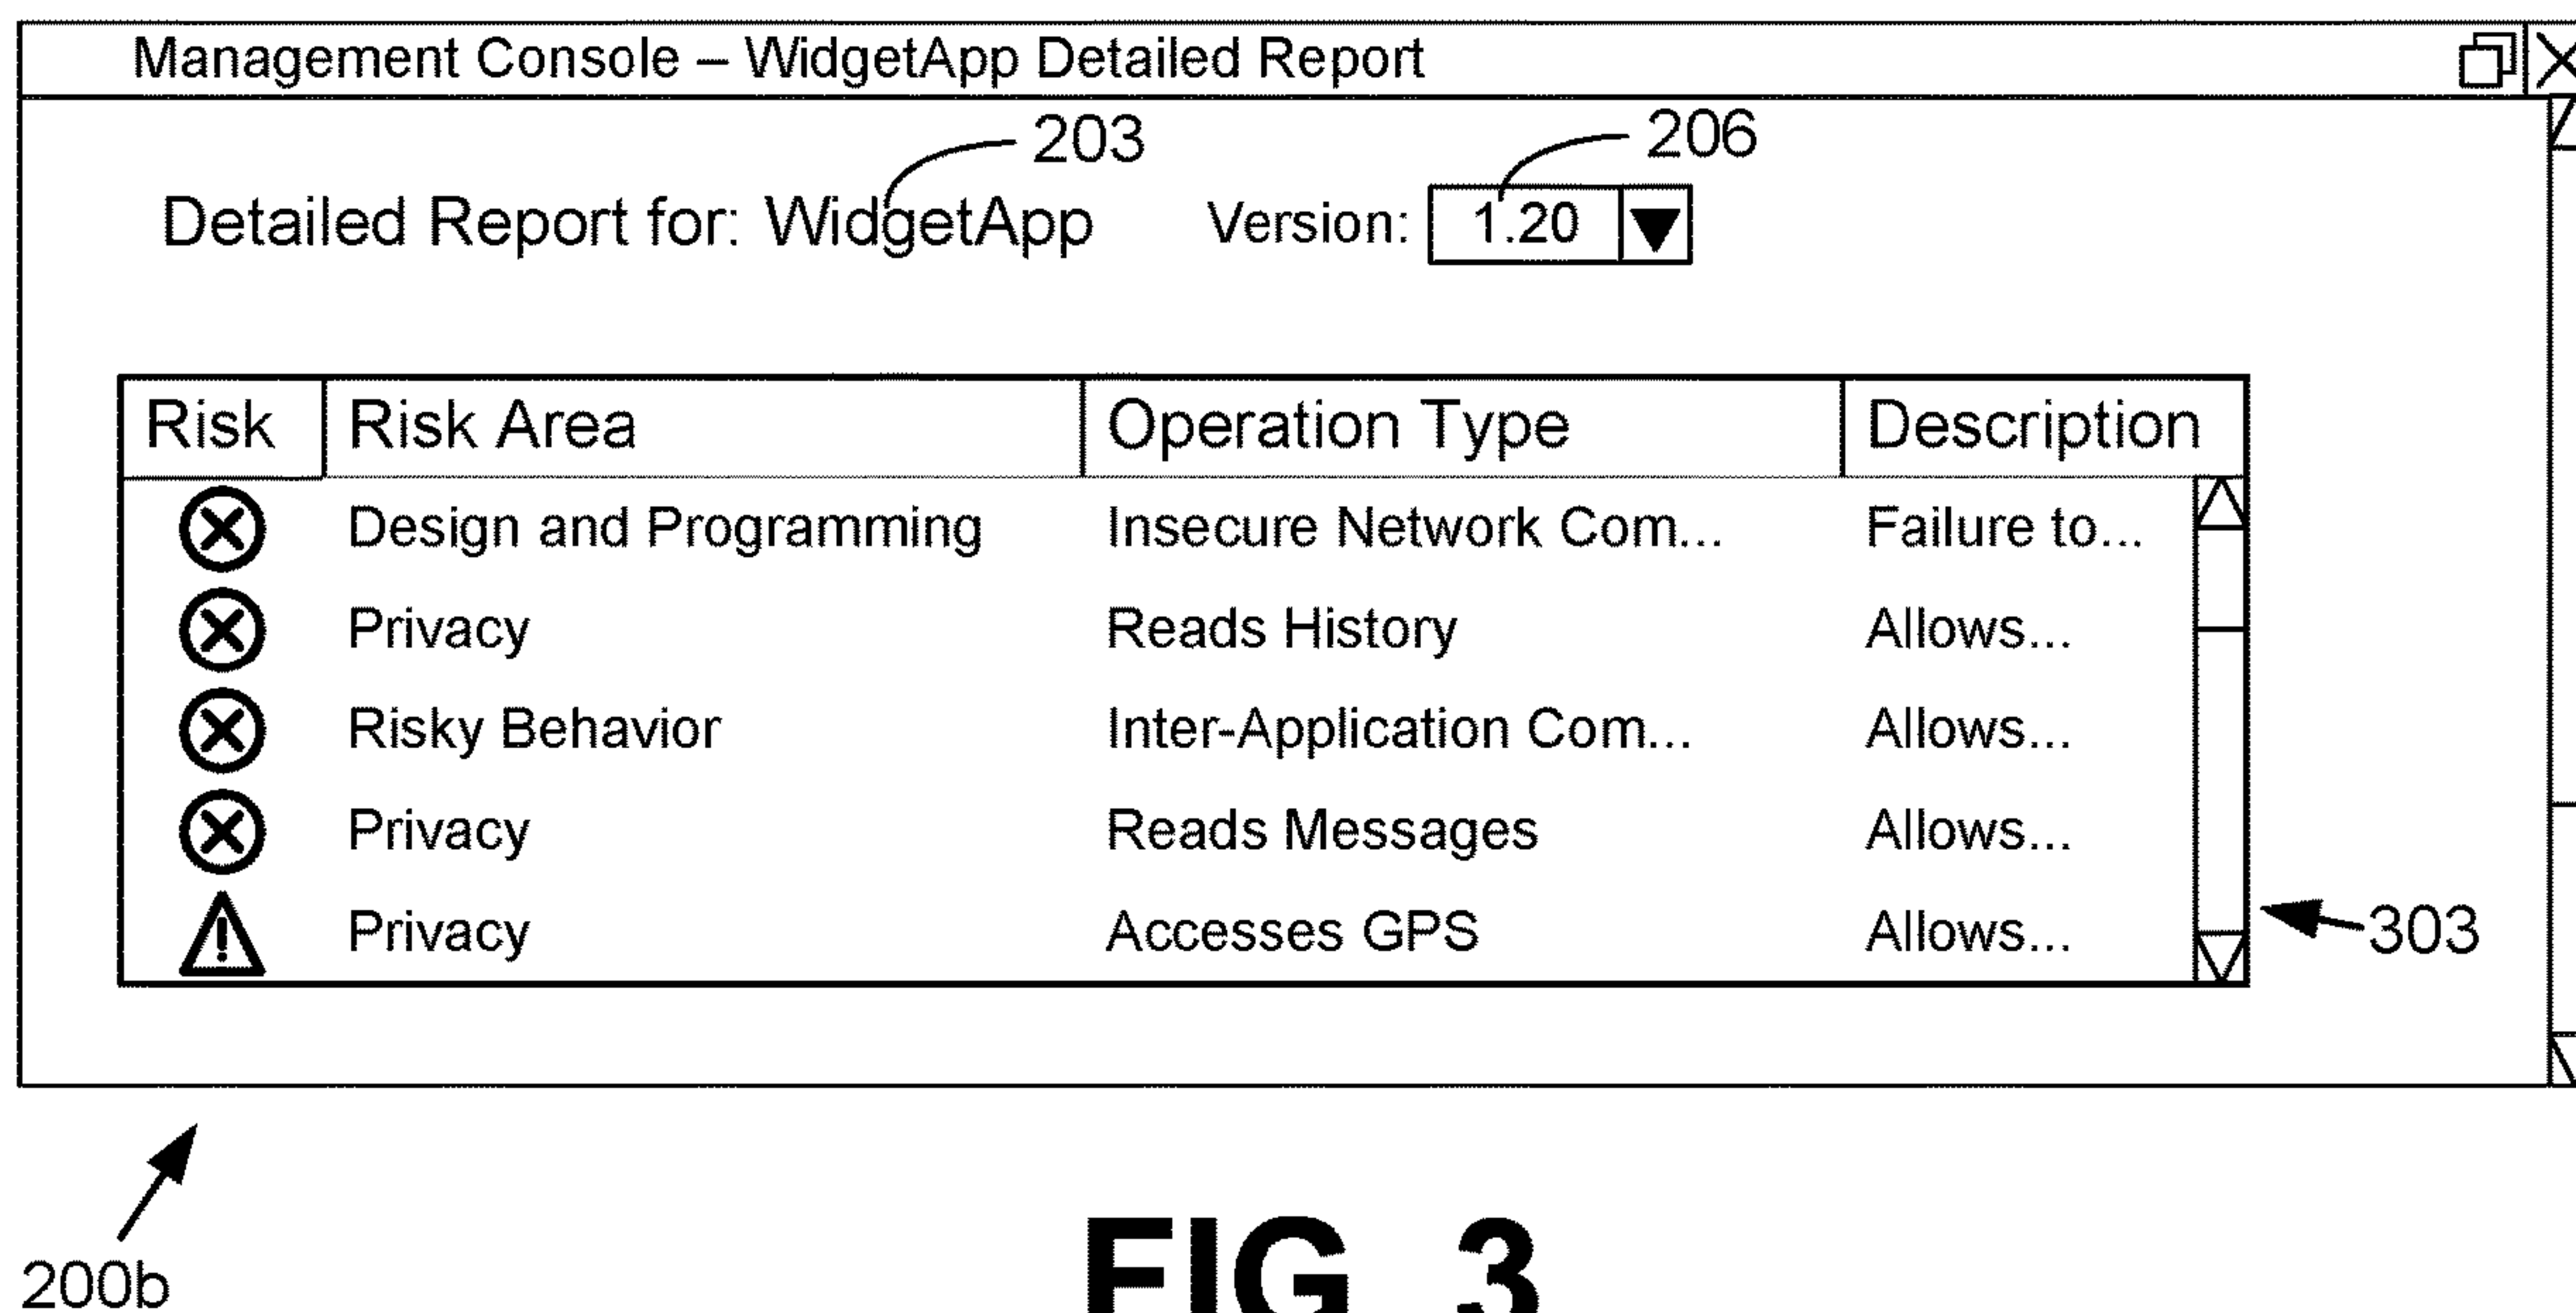 Management Console – WidgetApp Detailed Report
203
206
Detailed Report for: WidgetApp Version: 1.20
Risk Risk Area Operation Type Description
Design and Programming Insecure Network Com... Failure to...
Privacy Reads History Allows...
Risky Behavior Inter-Application Com... Allows...
Privacy Reads Messages Allows...
Privacy Accesses GPS Allows...
303
200b
FIG. 3